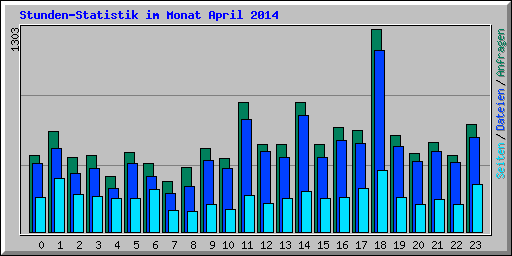 Stunden-Statistik im Monat April 2014
1303
Seiten / Dateien / Anfragen
0 1 2 3 4 5 6 7 8 9 10 11 12 13 14 15 16 17 18 19 20 21 22 23